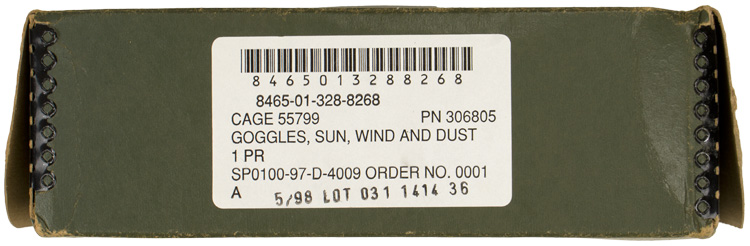 8465013288268
8465-01-328-8268
CAGE 55799 PN 306805
GOGGLES, SUN, WIND AND DUST
1 PR
SP0100-97-D-4009 ORDER NO. 0001
A 5/98 LOT 031 1414 36